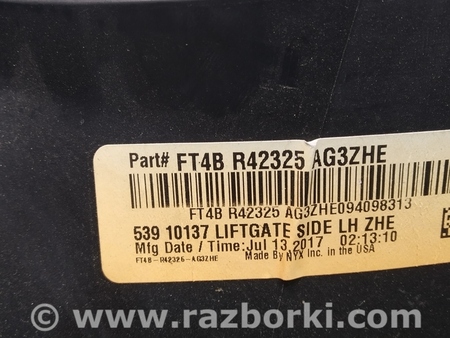 Part# FT4B R42325 AG3ZHE
FT4B R42325 AG3ZHE094098313
539 10137 LIFTGATE SIDE LH ZHE
Mfg Date / Time:Jul 13 2017 02:13:10
FT4B-R42325-AG3ZHE Made By NYX Inc. in the USA
© www.razborki.com